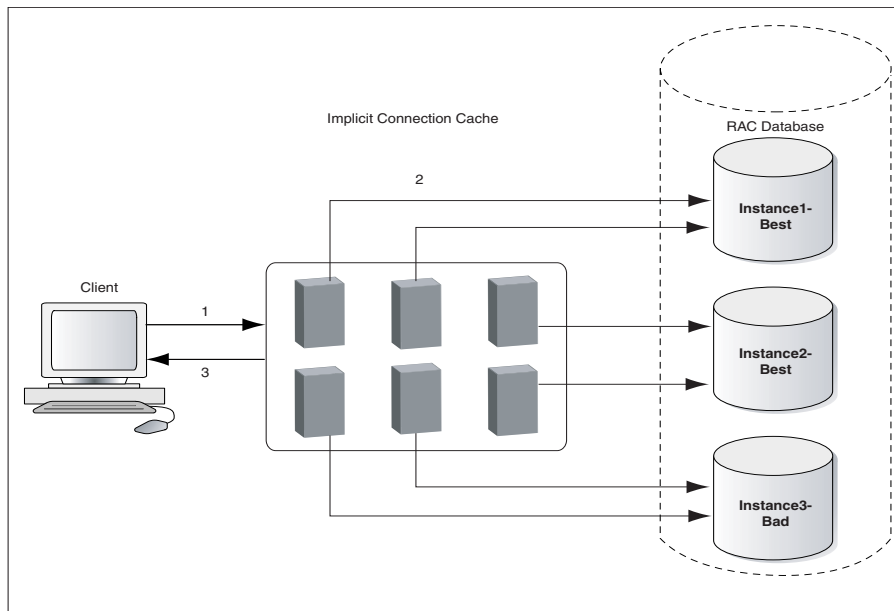 Implicit Connection Cache
RAC Database
2
Instance1-
Best
Client
1
3
Instance2-
Best
Instance3-
Bad